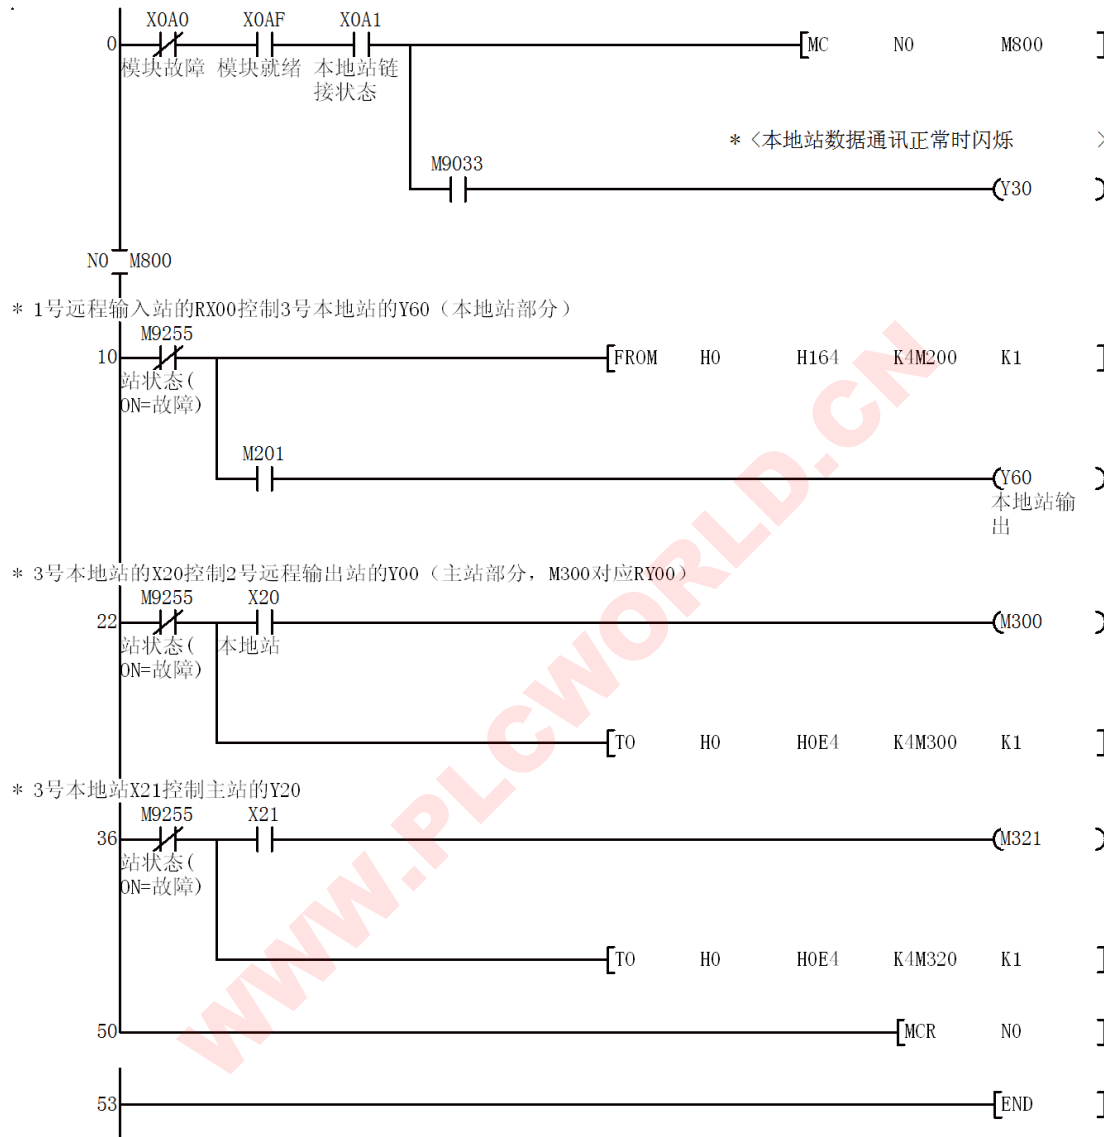 X0A0 X0AF X0A1
0 [MC N0 M800 ]
模块故障 模块就绪 本地站链
接状态
* <本地站数据通讯正常时闪烁 >
M9033
(Y30 )
N0 M800
* 1号远程输入站的RX00控制3号本地站的Y60（本地站部分）
M9255
10 [FROM H0 H164 K4M200 K1 ]
站状态(
ON=故障)
M201
(Y60 )
本地站输
出
* 3号本地站的X20控制2号远程输出站的Y00（主站部分，M300对应RY00）
M9255 X20
22 (M300 )
站状态( 本地站
ON=故障)
[TO H0 H0E4 K4M300 K1 ]
* 3号本地站X21控制主站的Y20
M9255 X21
36 (M321 )
站状态(
ON=故障)
[TO H0 H0E4 K4M320 K1 ]
50 [MCR N0 ]
53 [END ]
WWW.PLCWORLD.CN